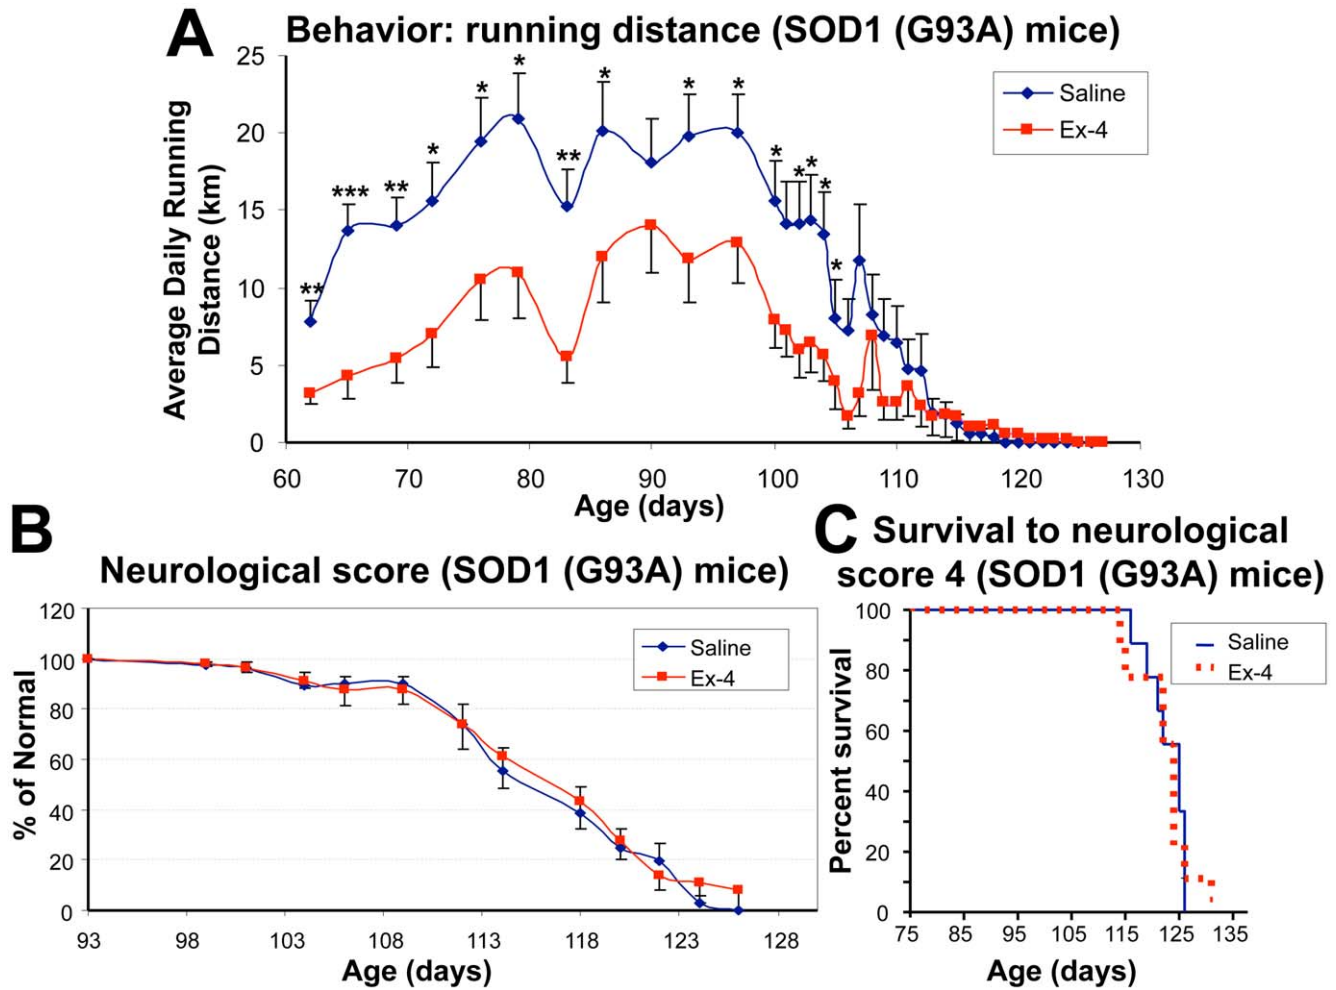 A
Behavior: running distance (SOD1 (G93A) mice)
Average Daily Running
Distance (km)
25
20
15
10
5
0
** *** ** * * * ** * * * * * * * *
Saline
Ex-4
60 70 80 90 100 110 120 130
Age (days)
B
Neurological score (SOD1 (G93A) mice)
% of Normal
120
100
80
60
40
20
0
Saline
Ex-4
93 98 103 108 113 118 123 128
Age (days)
C
Survival to neurological
score 4 (SOD1 (G93A) mice)
Percent survival
100
80
60
40
20
0
Saline
Ex-4
75 85 95 105 115 125 135
Age (days)